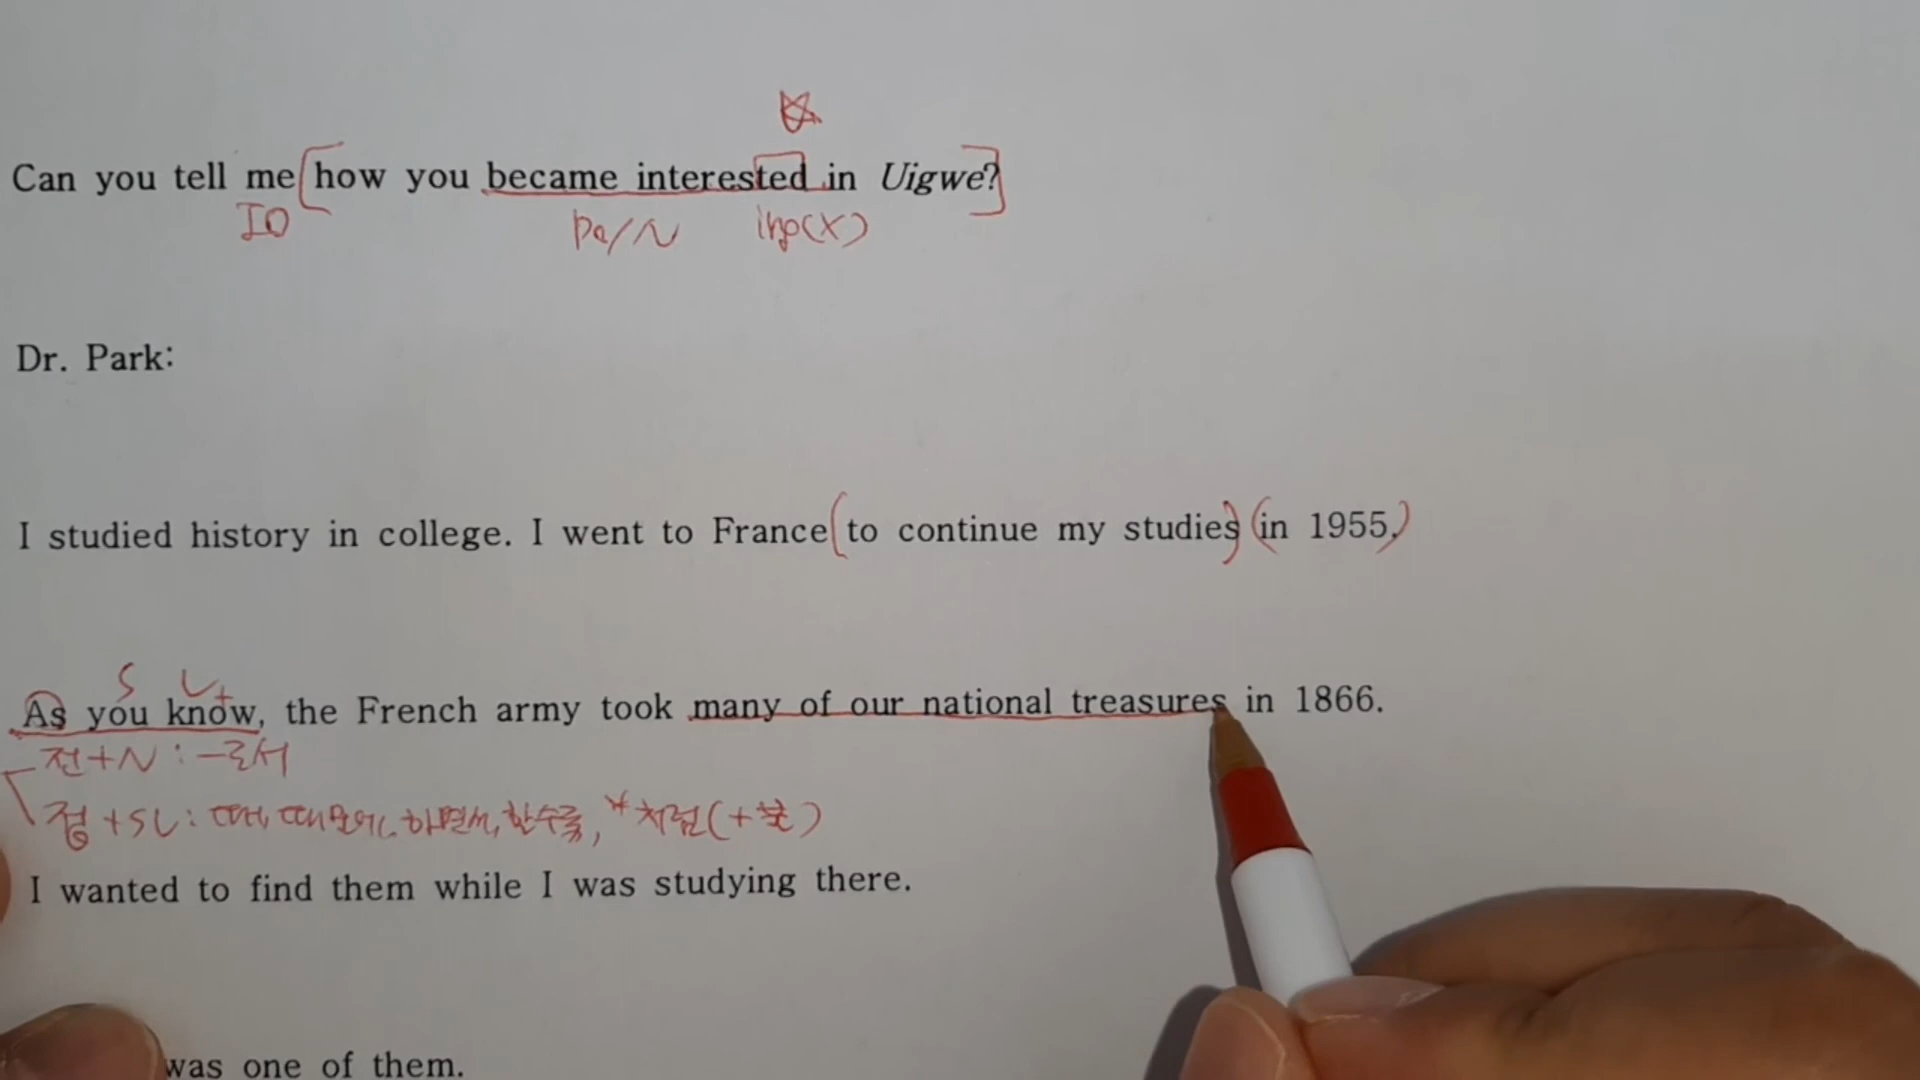 Can you tell me [how you became interested in Uigwe?]
IO ing(X)
Dr. Park:
I studied history in college. I went to France (to continue my studies) (in 1955.)
S V
As you know, the French army took many of our national treasures in 1866.
전+N : -로서
접+SV : 때, 때문에, 하면서, 할수록, *처럼(+못)
I wanted to find them while I was studying there.
was one of them.